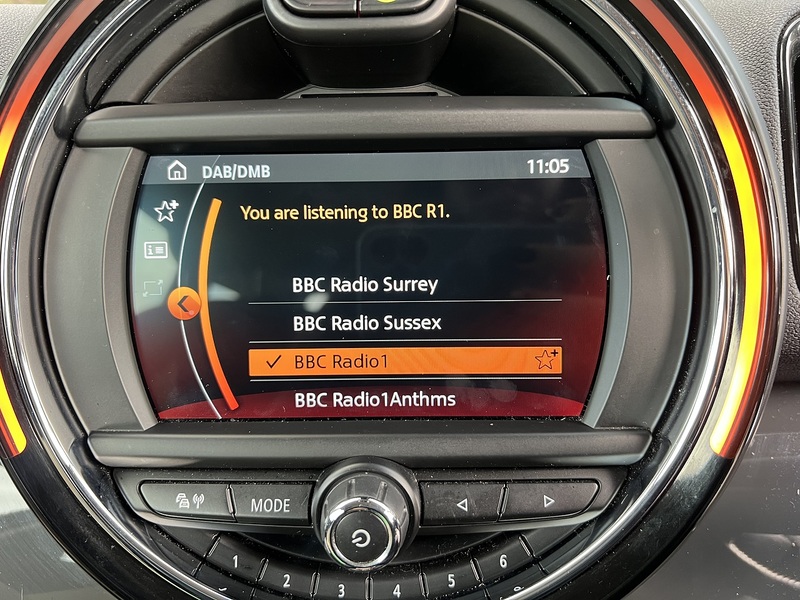 DAB/DMB 11:05
You are listening to BBC R1.
BBC Radio Surrey
BBC Radio Sussex
BBC Radio1
BBC Radio1Anthms
MODE
1 2 3 4 5 6